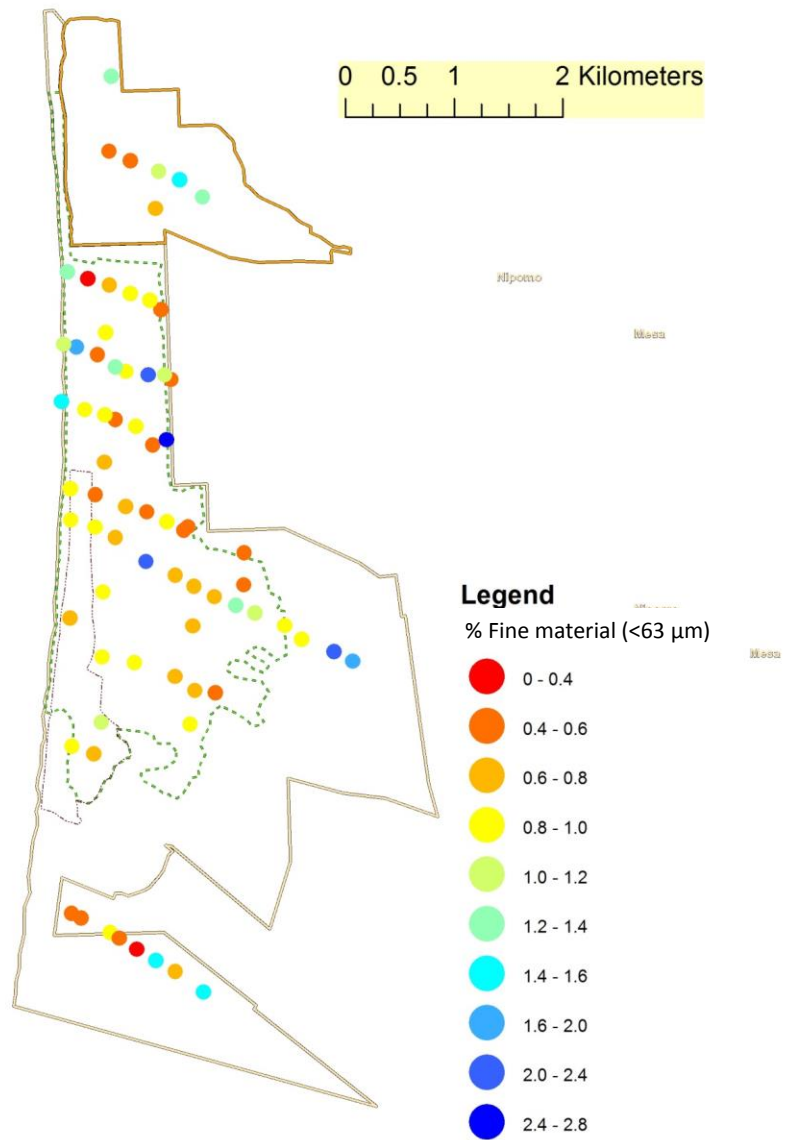 0 0.5 1 2 Kilometers
Nipomo
Mesa
Legend
% Fine material (<63 µm)
Mesa
0 - 0.4
0.4 - 0.6
0.6 - 0.8
0.8 - 1.0
1.0 - 1.2
1.2 - 1.4
1.4 - 1.6
1.6 - 2.0
2.0 - 2.4
2.4 - 2.8